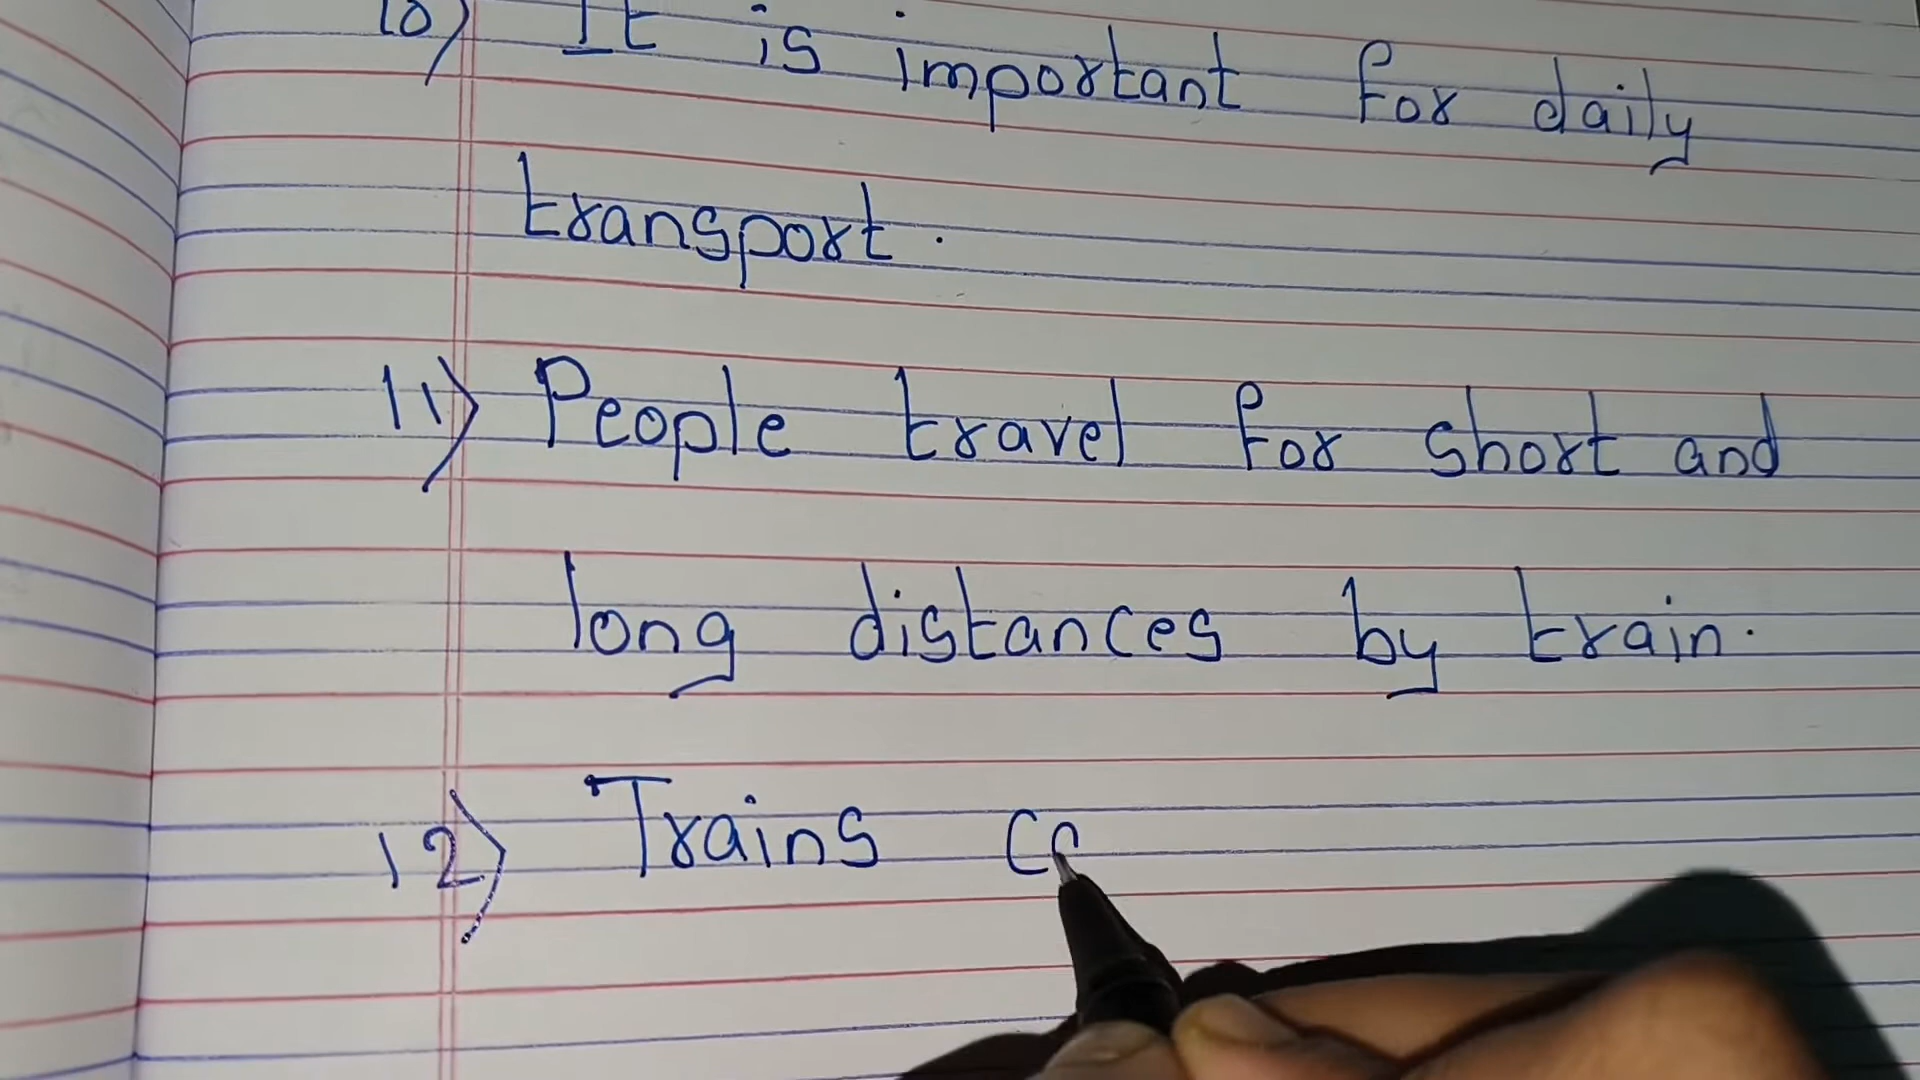 10) It is important for daily
transport.
11) People travel for short and
long distances by train.
12) Trains